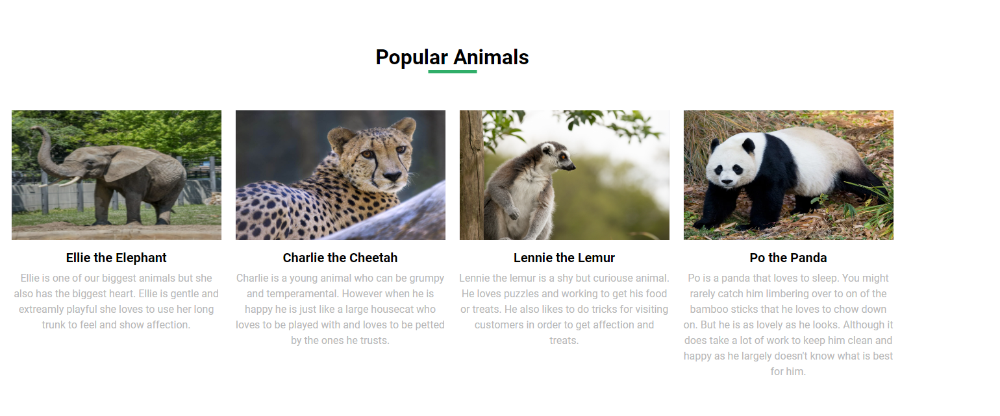 Popular Animals
Ellie the Elephant
Ellie is one of our biggest animals but she
also has the biggest heart. Ellie is gentle and
extreamly playful she loves to use her long
trunk to feel and show affection.
Charlie the Cheetah
Charlie is a young animal who can be grumpy
and temperamental. However when he is
happy he is just like a large housecat who
loves to be played with and loves to be petted
by the ones he trusts.
Lennie the Lemur
Lennie the lemur is a shy but curiouse animal.
He loves puzzles and working to get his food
or treats. He also likes to do tricks for visiting
customers in order to get affection and
treats.
Po the Panda
Po is a panda that loves to sleep. You might
rarely catch him limbering over to on of the
bamboo sticks that he loves to chow down
on. But he is as lovely as he looks. Although it
does take a lot of work to keep him clean and
happy as he largely doesn't know what is best
for him.